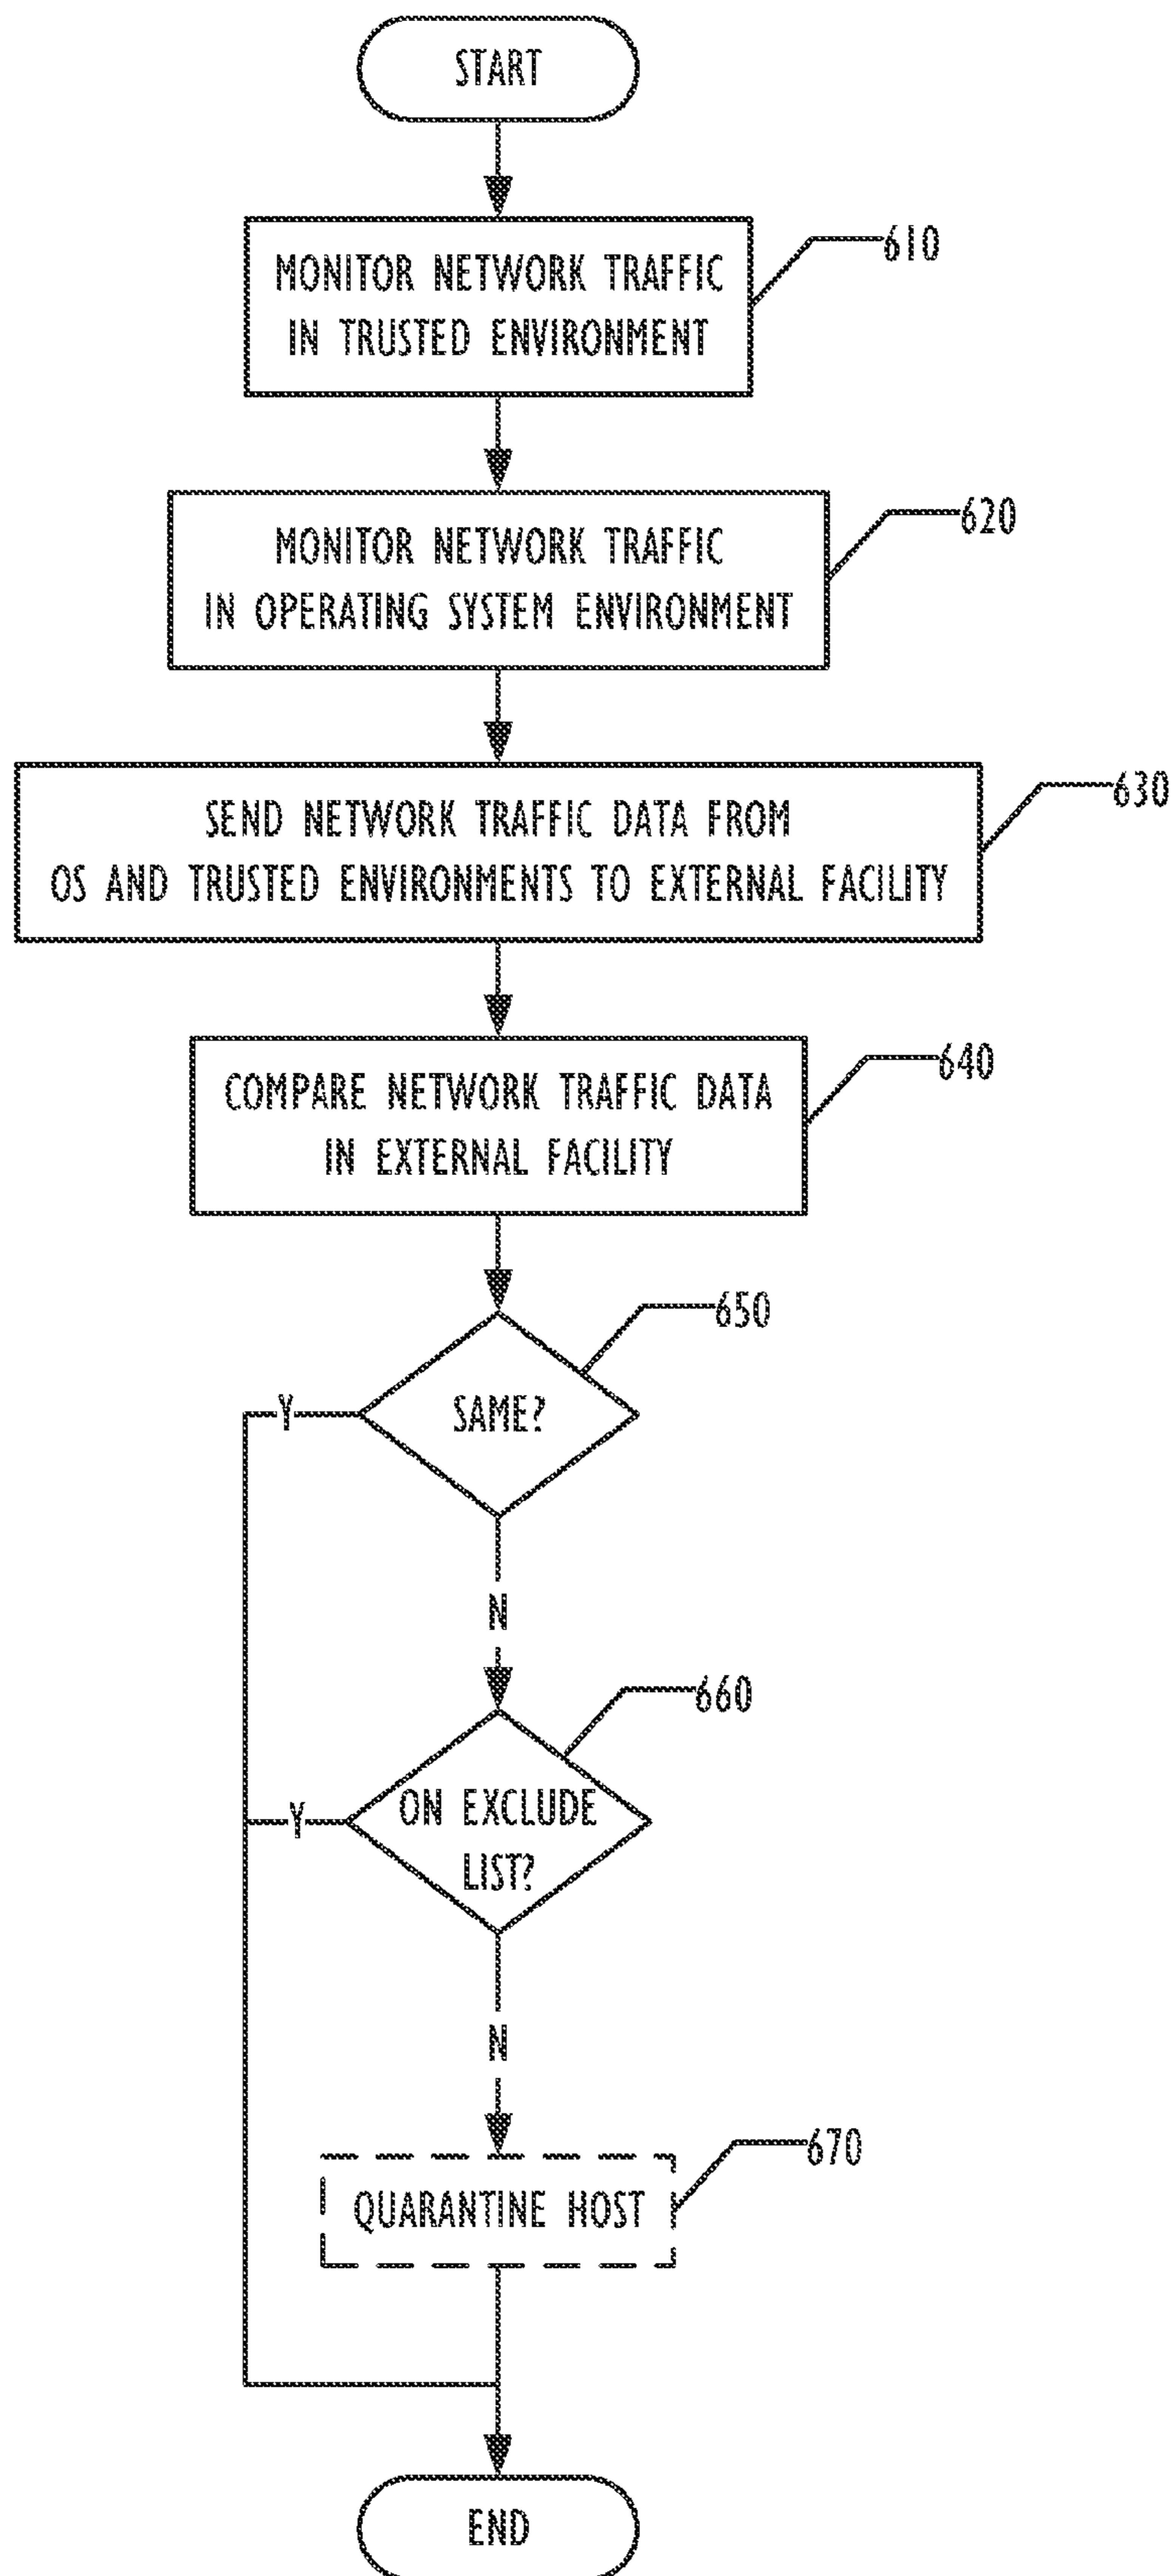 START
MONITOR NETWORK TRAFFIC
IN TRUSTED ENVIRONMENT
610
MONITOR NETWORK TRAFFIC
IN OPERATING SYSTEM ENVIRONMENT
620
SEND NETWORK TRAFFIC DATA FROM
OS AND TRUSTED ENVIRONMENTS TO EXTERNAL FACILITY
630
COMPARE NETWORK TRAFFIC DATA
IN EXTERNAL FACILITY
640
650
SAME?
Y
N
660
ON EXCLUDE
LIST?
Y
N
670
QUARANTINE HOST
END